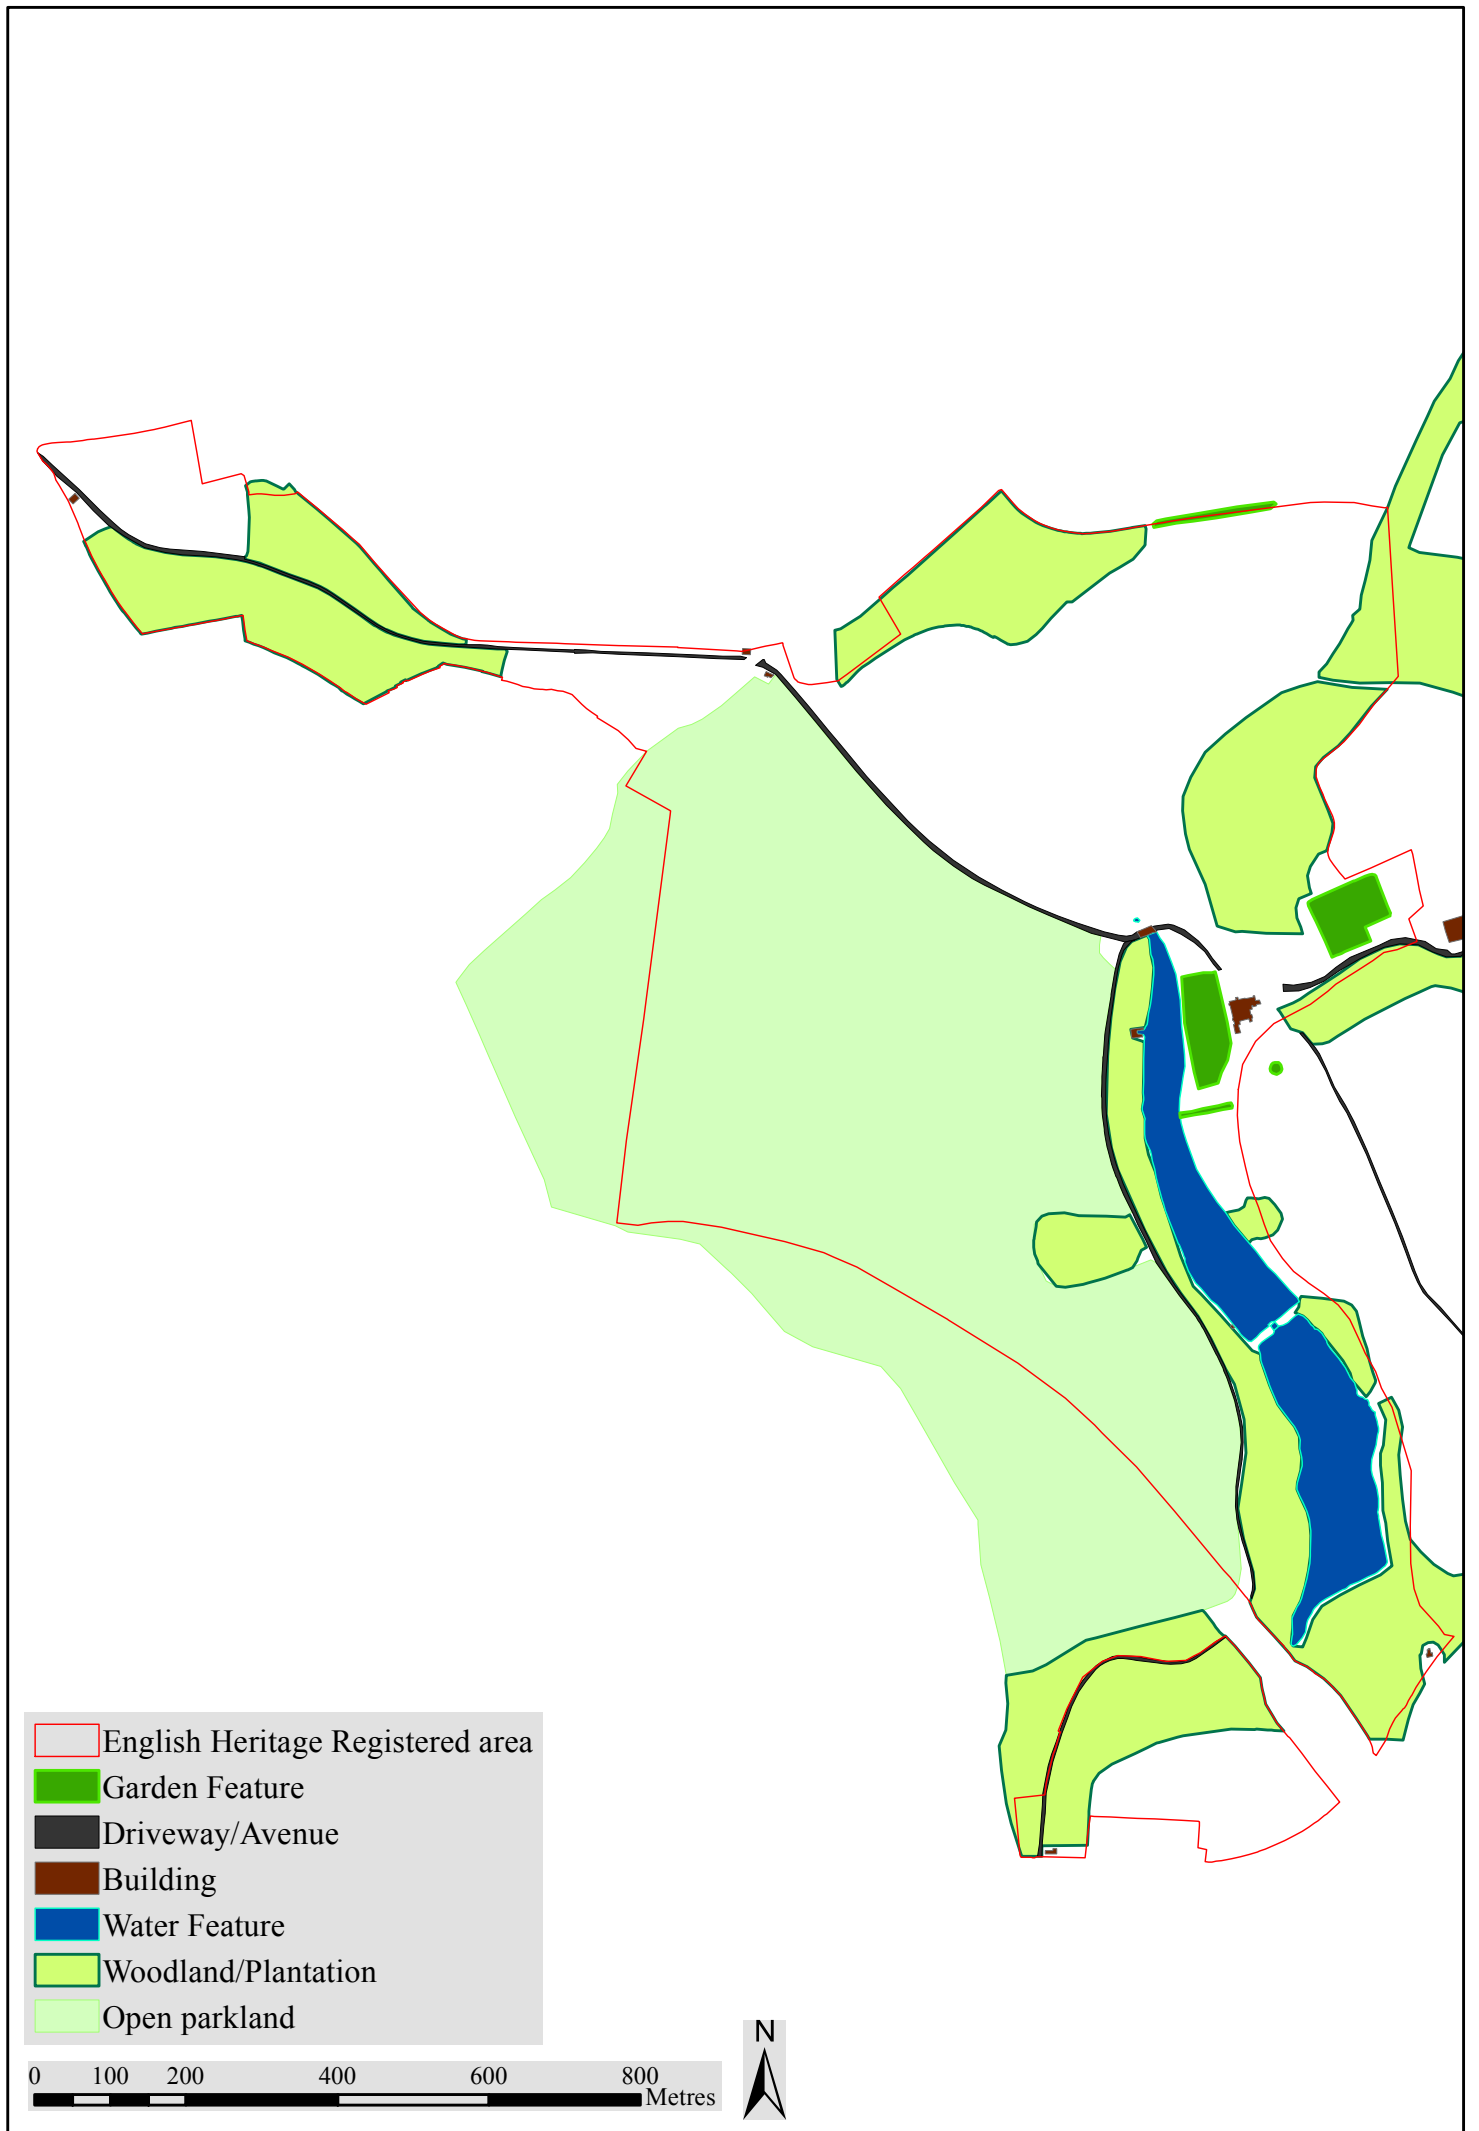 English Heritage Registered area
Garden Feature
Driveway/Avenue
Building
Water Feature
Woodland/Plantation
Open parkland
0 100 200 400 600 800
Metres
N